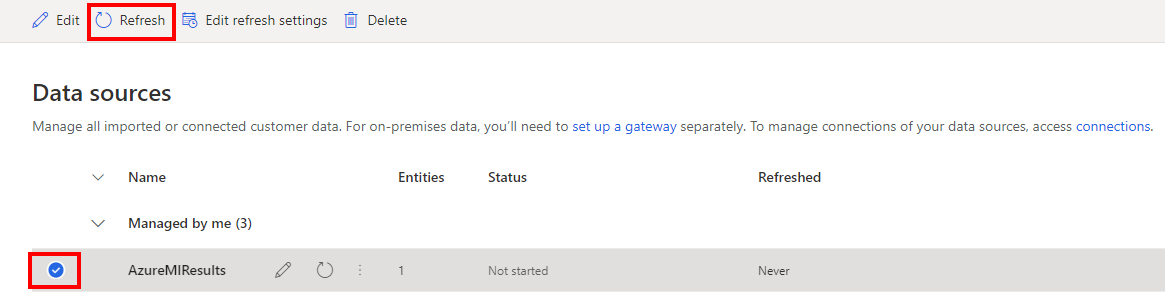 Edit Refresh Edit refresh settings Delete
Data sources
Manage all imported or connected customer data. For on-premises data, you'll need to set up a gateway separately. To manage connections of your data sources, access connections.
Name Entities Status Refreshed
Managed by me (3)
AzureMIResults 1 Not started Never